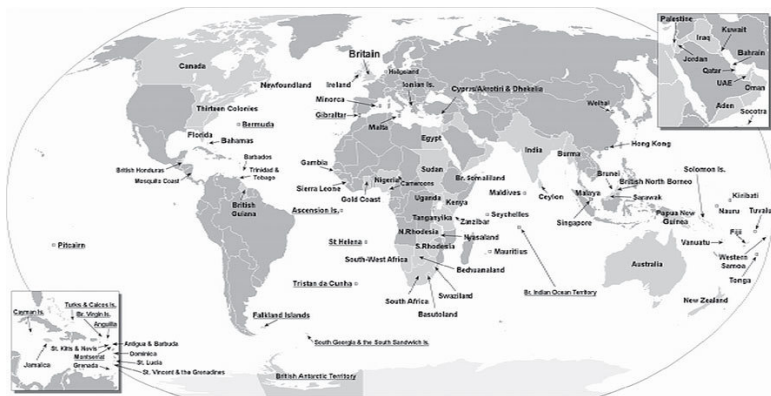 Palestine
Iraq
Kuwait
Jordan
Bahrain
Qatar
UAE
Oman
Aden
Socotra
Canada
Britain
Heligoland
Newfoundland
Ireland
Ionian Is.
Cyprus/Akrotiri & Dhekelia
Weihai
Thirteen Colonies
Minorca
Bermuda
Gibraltar
Malta
Florida
Bahamas
Egypt
India
Burma
Hong Kong
British Honduras
Barbados
Mosquito Coast
Trinidad &
Tobago
Gambia
Sudan
Br. Somaliland
Nigeria
Cameroons
Sierra Leone
Gold Coast
Maldives
Brunei
British North Borneo
Solomon Is.
Malaya
Sarawak
Ceylon
Kiribati
British
Guiana
Uganda
Kenya
Ascension Is.
Tanganyika
Zanzibar
Seychelles
Singapore
Papua New
Guinea
Nauru
Tuvalu
Pitcairn
St Helena
N.Rhodesia
Nyasaland
S.Rhodesia
Mauritius
Vanuatu
Fiji
Western
Samoa
South-West Africa
Bechuanaland
Australia
Tonga
Tristan da Cunha
Swaziland
Br. Indian Ocean Territory
South Africa
Basutoland
New Zealand
Falkland Islands
South Georgia & the South Sandwich Is.
British Antarctic Territory
Turks & Caicos Is.
Cayman Is.
Br. Virgin Is.
Anguilla
St. Kitts & Nevis
Antigua & Barbuda
Montserrat
Dominica
Jamaica
Grenada
St. Lucia
St. Vincent & the Grenadines